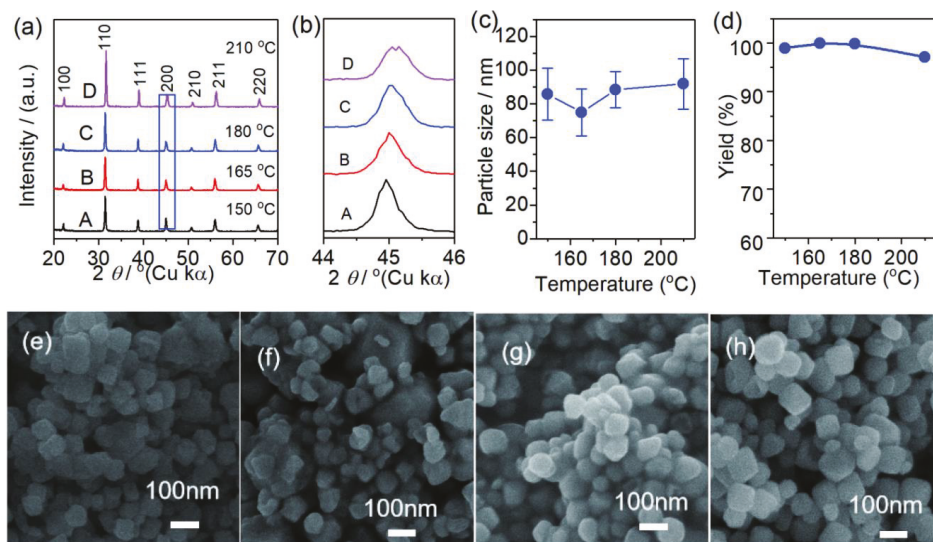 (a)
Intensity / (a.u.)
100
110
111
200
210
211
220
210 °C
D
180 °C
C
165 °C
B
150 °C
A
20 30 40 50 60 70
2 θ/ °(Cu kα)
(b)
D
C
B
A
44 45 46
2 θ/ °(Cu kα)
(c)
Particle size / nm
120
100
80
60
40
20
0
160 180 200
Temperature (°C)
(d)
Yield (%)
100
90
80
70
60
160 180 200
Temperature (°C)
(e)
100nm
(f)
100nm
(g)
100nm
(h)
100nm